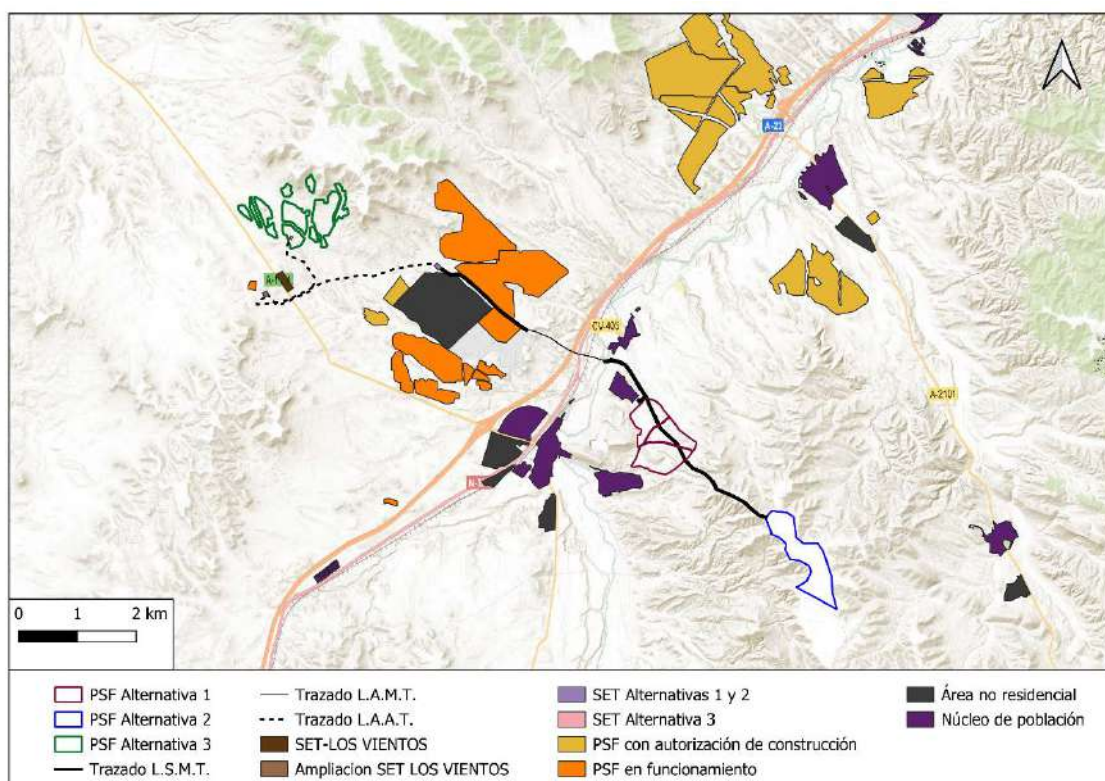 A-23
CV-405
A-2101
0 1 2 km
PSF Alternativa 1
PSF Alternativa 2
PSF Alternativa 3
Trazado L.S.M.T.
Trazado L.A.M.T.
Trazado L.A.A.T.
SET-LOS VIENTOS
Ampliacion SET LOS VIENTOS
SET Alternativas 1 y 2
SET Alternativa 3
PSF con autorización de construcción
PSF en funcionamiento
Área no residencial
Núcleo de población